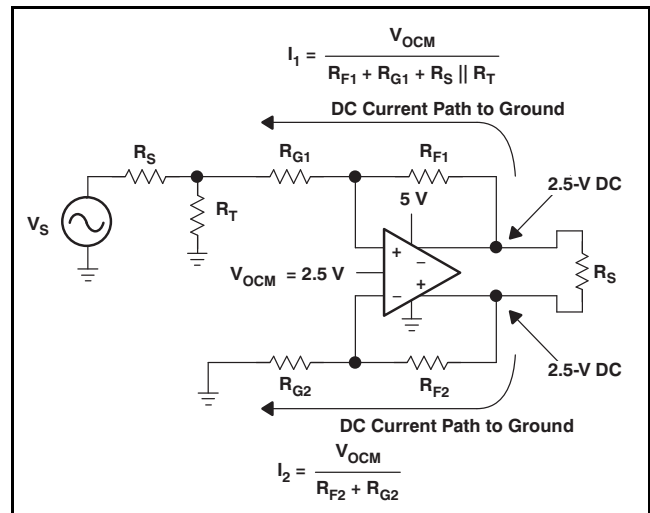 I1 = VOCM / RF1 + RG1 + RS || RT
DC Current Path to Ground
RS
RG1
RF1
2.5-V DC
5 V
RT
VS
+
−
VOCM = 2.5 V
RS
−
+
2.5-V DC
RG2
RF2
DC Current Path to Ground
I2 = VOCM / RF2 + RG2